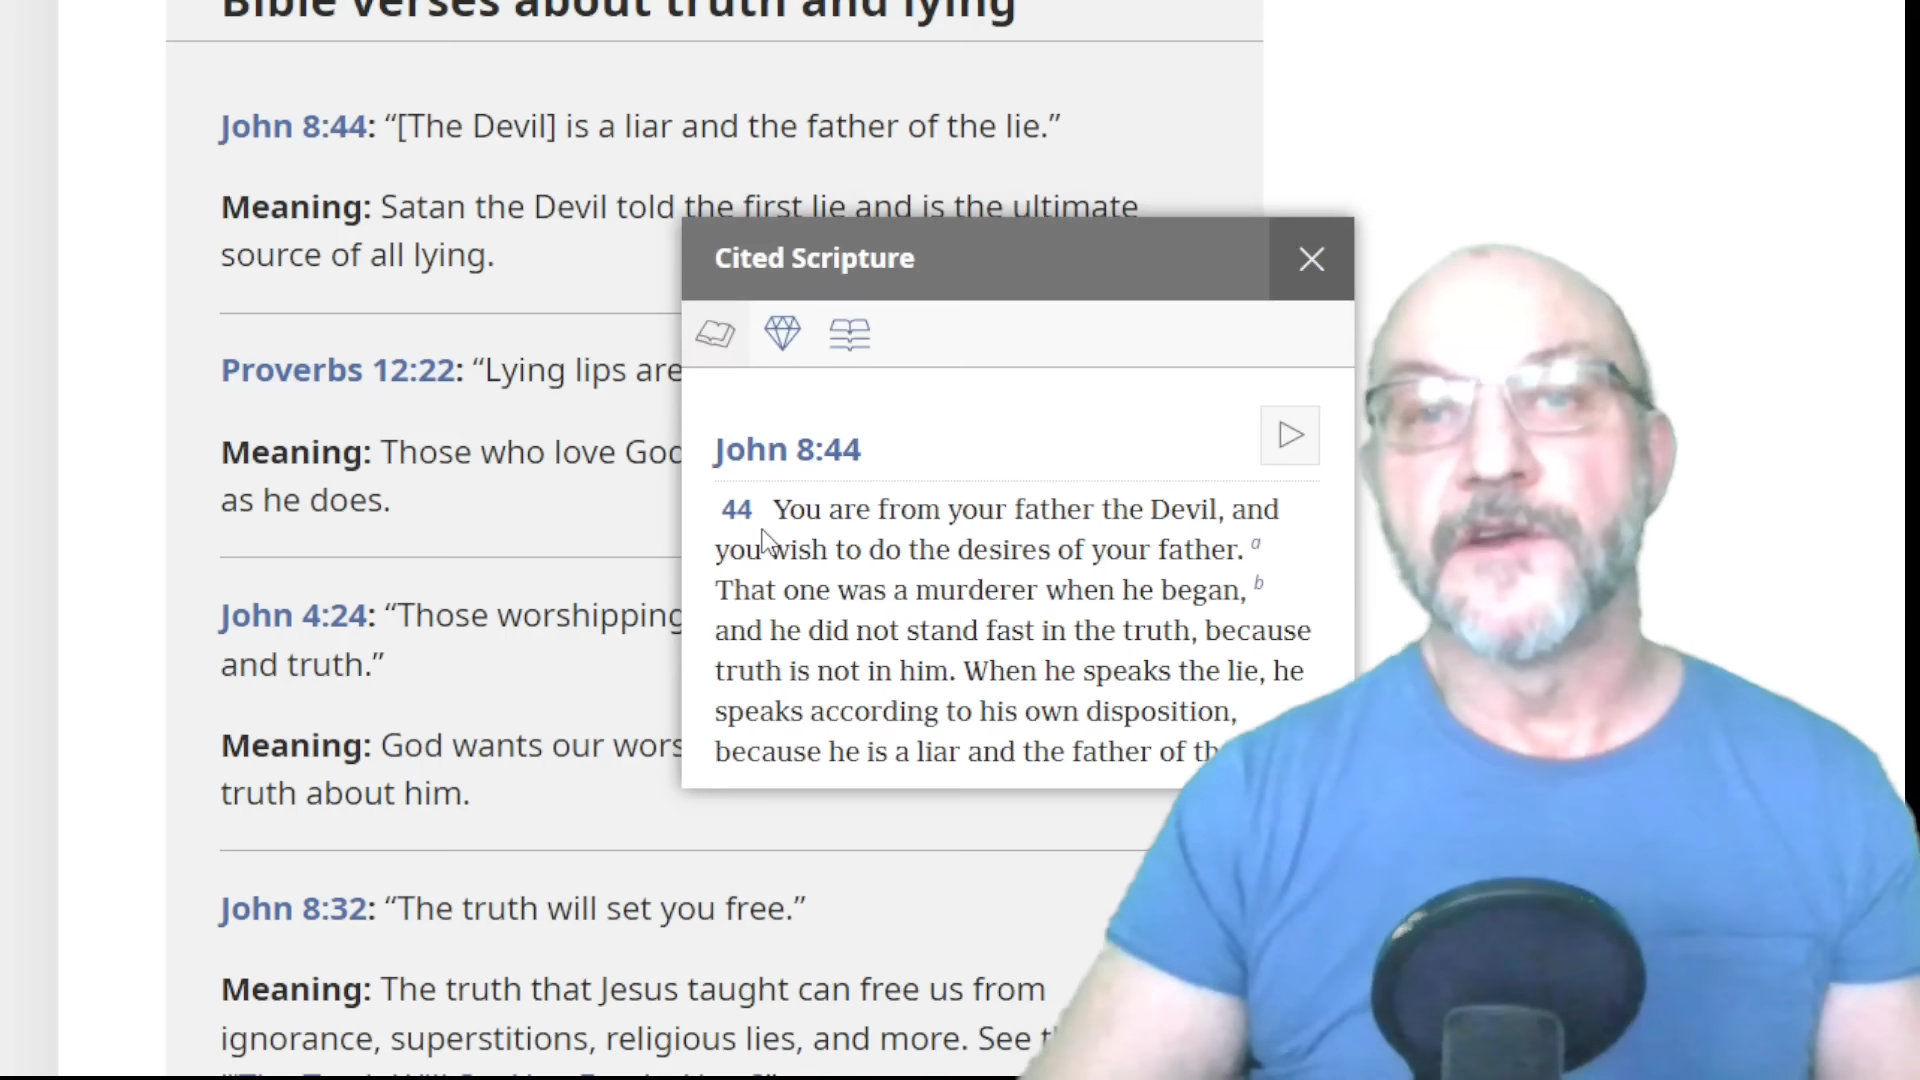 Bible verses about truth and lying
John 8:44: “[The Devil] is a liar and the father of the lie.”
Meaning: Satan the Devil told the first lie and is the ultimate
source of all lying.
Proverbs 12:22: “Lying lips are
Meaning: Those who love God
as he does.
John 4:24: “Those worshipping
and truth.”
Meaning: God wants our
truth about him.
John 8:32: “The truth will set you free.”
Meaning: The truth that Jesus taught can free us from
ignorance, superstitions, religious lies, and more. See
Cited Scripture
John 8:44
44 You are from your father the Devil, and
you wish to do the desires of your father. a
That one was a murderer when he began, b
and he did not stand fast in the truth, because
truth is not in him. When he speaks the lie, he
speaks according to his own disposition,
because he is a liar and the father of